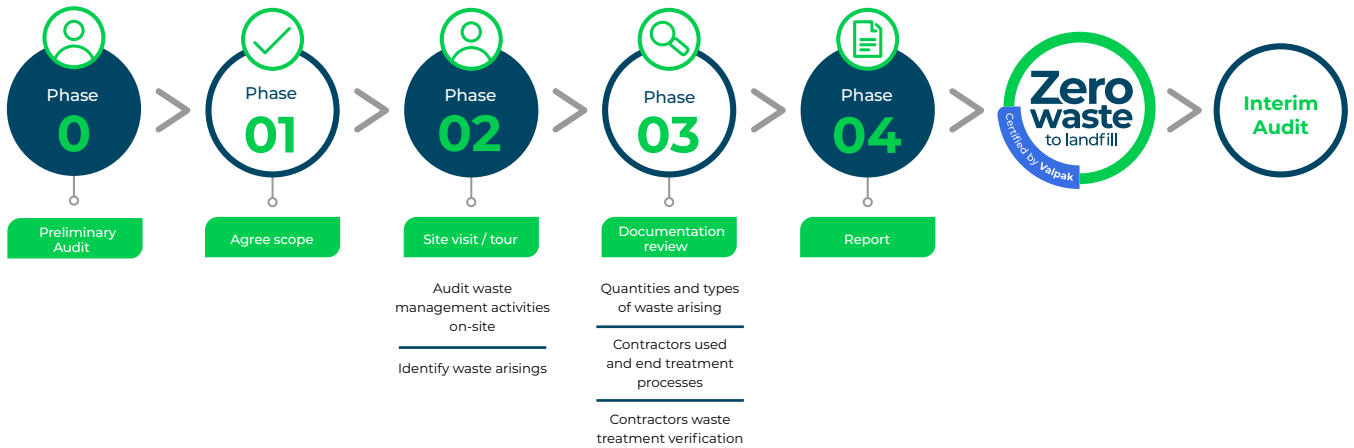 Phase
0
Preliminary
Audit
Phase
01
Agree scope
Phase
02
Site visit / tour
Audit waste
management activities
on-site
Identify waste arisings
Phase
03
Documentation
review
Quantities and types
of waste arising
Contractors used
and end treatment
processes
Contractors waste
treatment verification
Phase
04
Report
Zero
waste
to landfill
Certified by Valpak
Interim
Audit